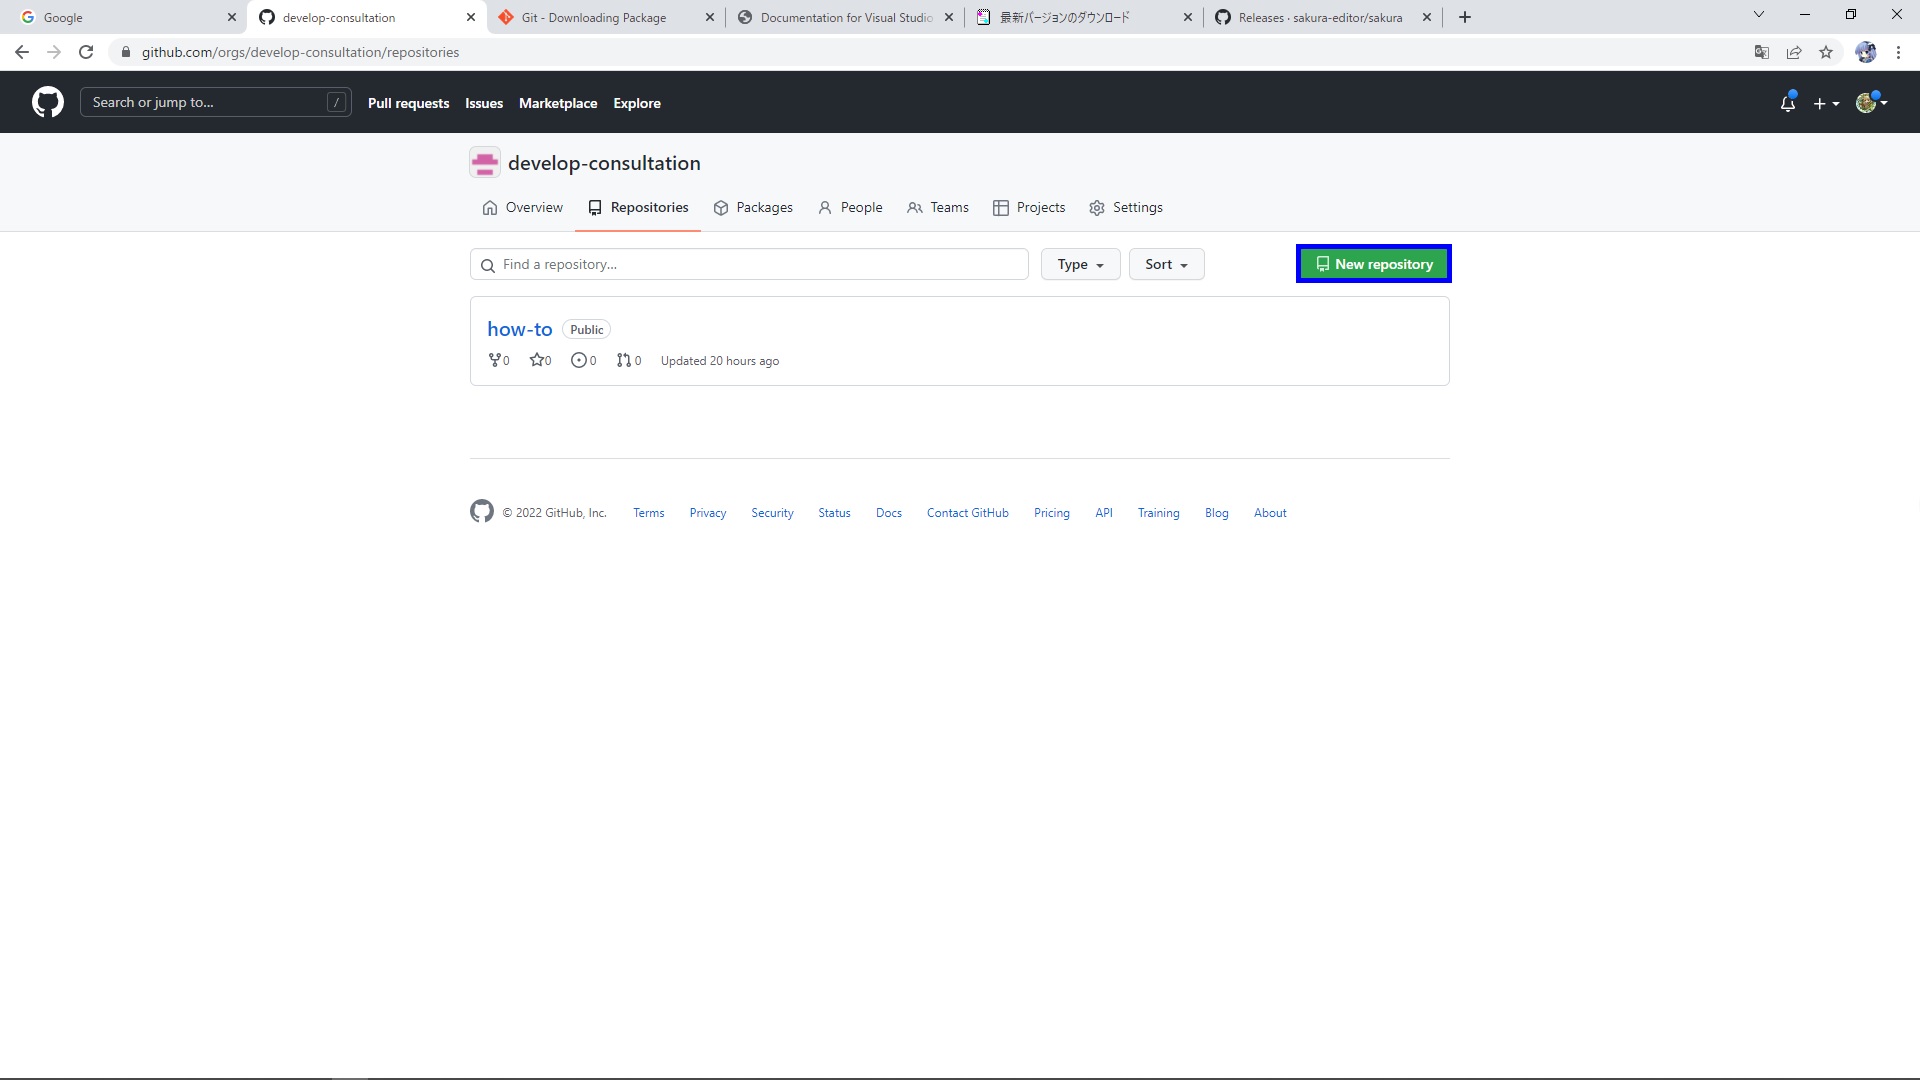 Google
develop-consultation
Git - Downloading Package
Documentation for Visual Studio
最新バージョンのダウンロード
Releases · sakura-editor/sakura
github.com/orgs/develop-consultation/repositories
Search or jump to...
/
Pull requests
Issues
Marketplace
Explore
develop-consultation
Overview
Repositories
Packages
People
Teams
Projects
Settings
Find a repository...
Type
Sort
New repository
how-to
Public
0
0
0
0
Updated 20 hours ago
© 2022 GitHub, Inc.
Terms
Privacy
Security
Status
Docs
Contact GitHub
Pricing
API
Training
Blog
About